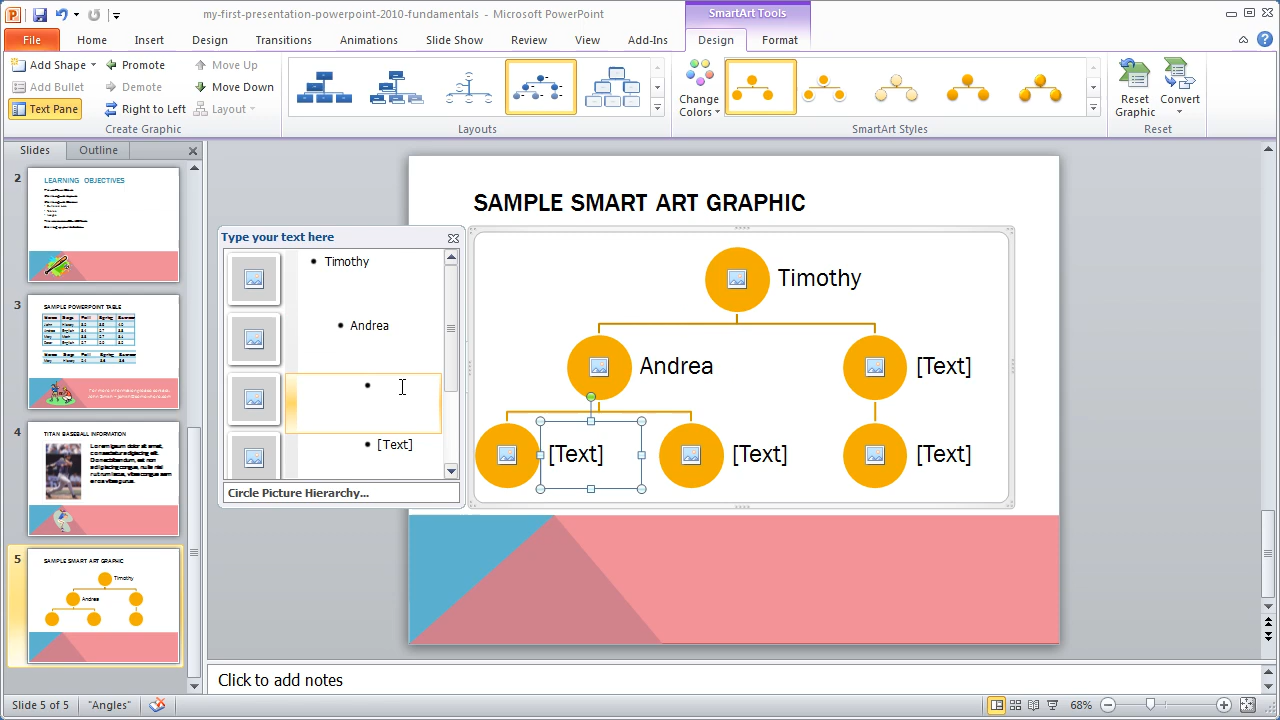 my-first-presentation-powerpoint-2010-fundamentals - Microsoft PowerPoint
SmartArt Tools
File Home Insert Design Transitions Animations Slide Show Review View Add-Ins Design Format
Add Shape Promote Move Up
Add Bullet Demote Move Down
Text Pane Right to Left Layout
Change Colors
Reset Graphic
Convert
Create Graphic Layouts SmartArt Styles Reset
Slides Outline
2
LEARNING OBJECTIVES
3
SAMPLE POWERPOINT TABLE
4
TITAN BASEBALL INFORMATION
5
SAMPLE SMART ART GRAPHIC
Timothy
Andrea
Type your text here
• Timothy
• Andrea
•
• [Text]
Circle Picture Hierarchy...
SAMPLE SMART ART GRAPHIC
Timothy
Andrea [Text]
[Text] [Text] [Text]
Click to add notes
Slide 5 of 5 "Angles" 68%